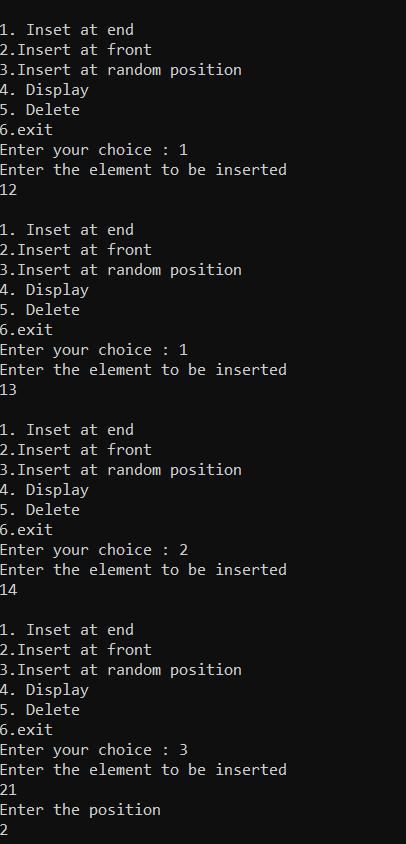 1. Inset at end
2.Insert at front
3.Insert at random position
4. Display
5. Delete
6.exit
Enter your choice : 1
Enter the element to be inserted
12
1. Inset at end
2.Insert at front
3.Insert at random position
4. Display
5. Delete
6.exit
Enter your choice : 1
Enter the element to be inserted
13
1. Inset at end
2.Insert at front
3.Insert at random position
4. Display
5. Delete
6.exit
Enter your choice : 2
Enter the element to be inserted
14
1. Inset at end
2.Insert at front
3.Insert at random position
4. Display
5. Delete
6.exit
Enter your choice : 3
Enter the element to be inserted
21
Enter the position
2